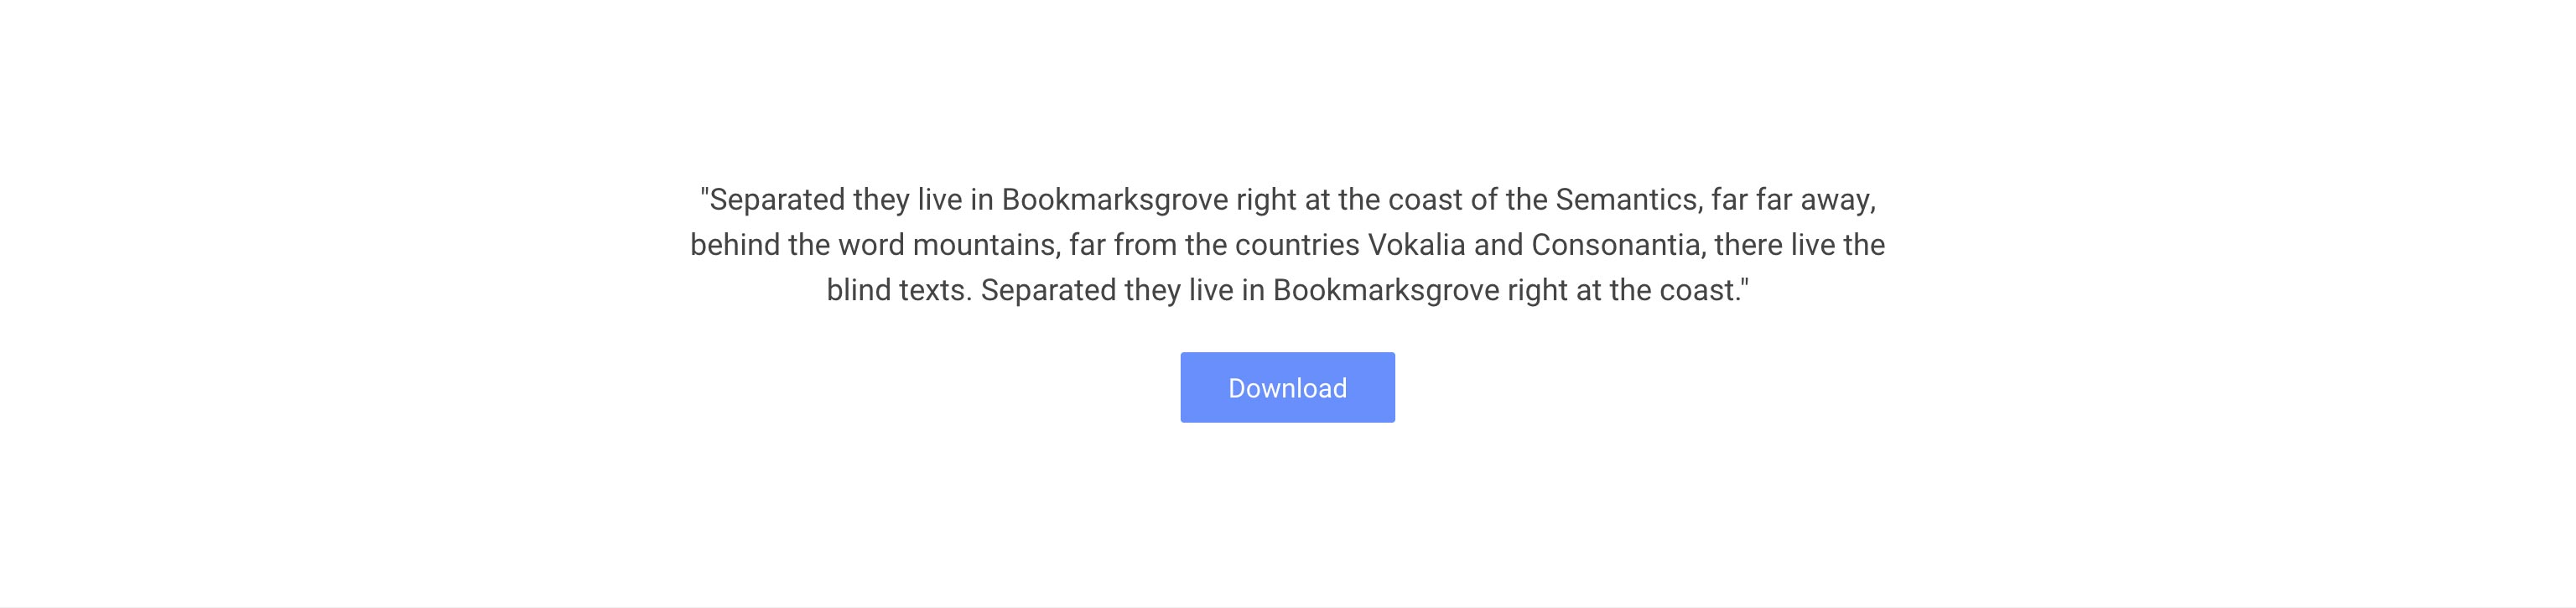 "Separated they live in Bookmarksgrove right at the coast of the Semantics, far far away,
behind the word mountains, far from the countries Vokalia and Consonantia, there live the
blind texts. Separated they live in Bookmarksgrove right at the coast."
Download